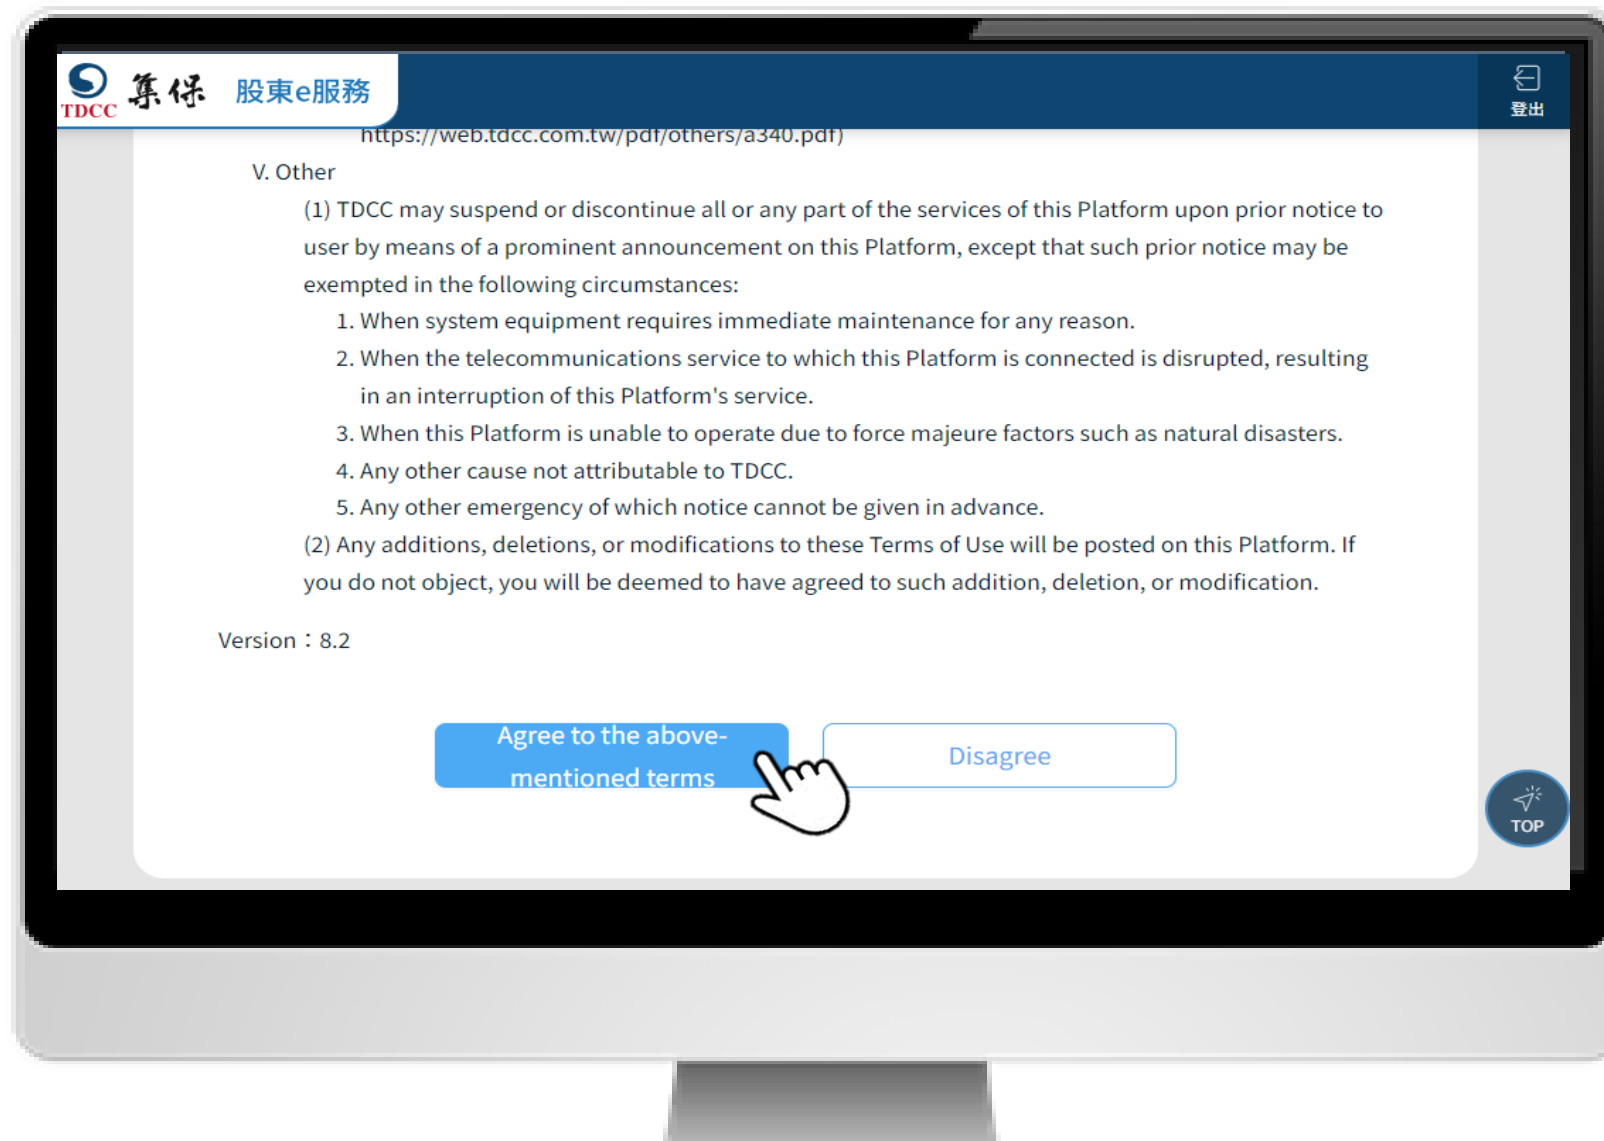 TDCC 集保 股東e服務
登出
https://web.tdcc.com.tw/pdf/others/a340.pdf)
V. Other
(1) TDCC may suspend or discontinue all or any part of the services of this Platform upon prior notice to
user by means of a prominent announcement on this Platform, except that such prior notice may be
exempted in the following circumstances:
1. When system equipment requires immediate maintenance for any reason.
2. When the telecommunications service to which this Platform is connected is disrupted, resulting
in an interruption of this Platform's service.
3. When this Platform is unable to operate due to force majeure factors such as natural disasters.
4. Any other cause not attributable to TDCC.
5. Any other emergency of which notice cannot be given in advance.
(2) Any additions, deletions, or modifications to these Terms of Use will be posted on this Platform. If
you do not object, you will be deemed to have agreed to such addition, deletion, or modification.
Version：8.2
Agree to the above-
mentioned terms
Disagree
TOP